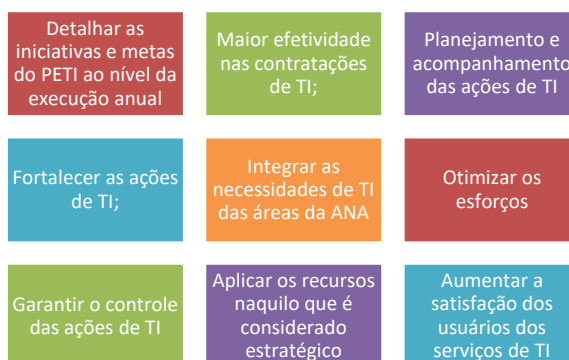 Detalhar as
iniciativas e metas
do PETI ao nível da
execução anual
Maior efetividade
nas contratações
de TI;
Planejamento e
acompanhamento
das ações de TI
Fortalecer as ações
de TI;
Integrar as
necessidades de TI
das áreas da ANA
Otimizar os
esforços
Garantir o controle
das ações de TI
Aplicar os recursos
naquilo que é
considerado
estratégico
Aumentar a
satisfação dos
usuários dos
serviços de TI